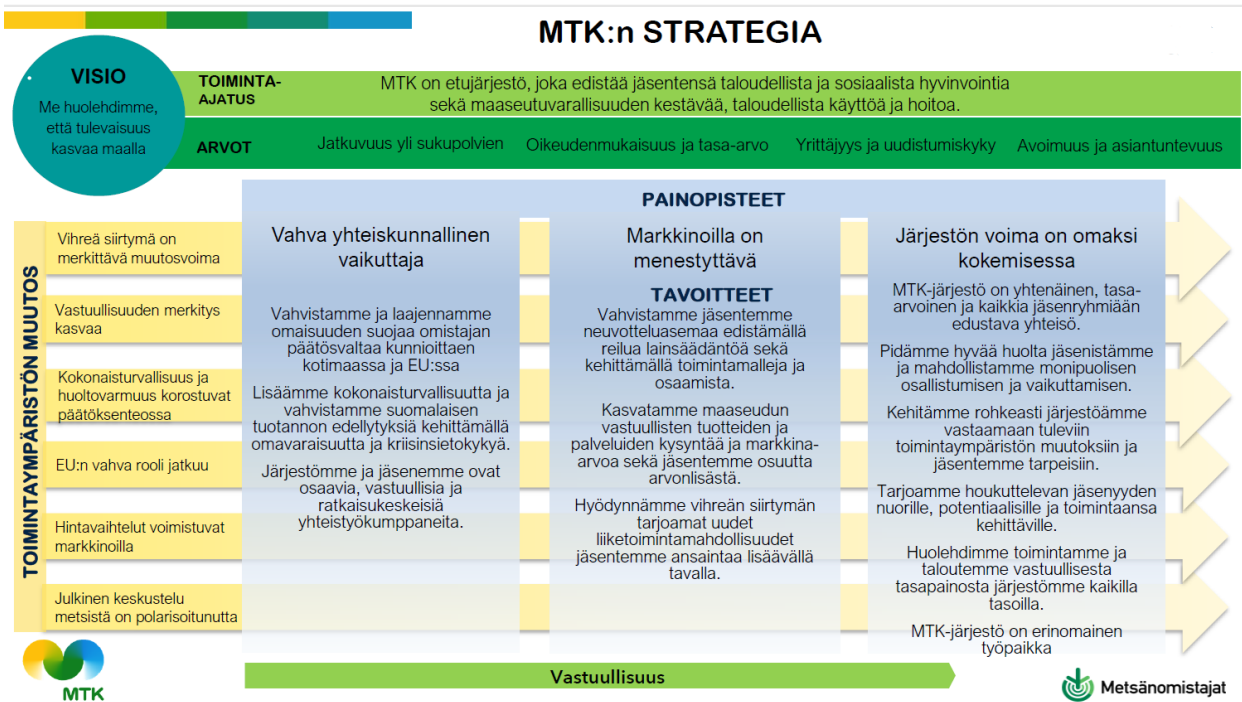 MTK:n STRATEGIA
VISIO
Me huolehdimme,
että tulevaisuus
kasvaa maalla
TOIMINTA-
AJATUS
MTK on etujärjestö, joka edistää jäsentensä taloudellista ja sosiaalista hyvinvointia
sekä maaseutuvarallisuuden kestävää, taloudellista käyttöä ja hoitoa.
ARVOT
Jatkuvuus yli sukupolvien
Oikeudenmukaisuus ja tasa-arvo
Yrittäjyys ja uudistumiskyky
Avoimuus ja asiantuntevuus
TOIMINTAYMPÄRISTÖN MUUTOS
Vihreä siirtymä on
merkittävä muutosvoima
Vastuullisuuden merkitys
kasvaa
Kokonaisturvallisuus ja
huoltovarmuus korostuvat
päätöksenteossa
EU:n vahva rooli jatkuu
Hintavaihtelut voimistuvat
markkinoilla
Julkinen keskustelu
metsistä on polarisoitunutta
PAINOPISTEET
Vahva yhteiskunnallinen
vaikuttaja
Markkinoilla on
menestyttävä
Järjestön voima on omaksi
kokemisessa
TAVOITTEET
Vahvistamme ja laajennamme
omaisuuden suojaa omistajan
päätösvaltaa kunnioittaen
kotimaassa ja EU:ssa
Lisäämme kokonaisturvallisuutta ja
vahvistamme suomalaisen
tuotannon edellytyksiä kehittämällä
omavaraisuutta ja kriisinsietokykyä.
Järjestömme ja jäsenemme ovat
osaavia, vastuullisia ja
ratkaisukeskeisiä
yhteistyökumppaneita.
Vahvistamme jäsentemme
neuvotteluasemaa edistämällä
reilua lainsäädäntöä sekä
kehittämällä toimintamalleja ja
osaamista.
Kasvatamme maaseudun
vastuullisten tuotteiden ja
palveluiden kysyntää ja markkina-
arvoa sekä jäsentemme osuutta
arvonlisästä.
Hyödynnämme vihreän siirtymän
tarjoamat uudet
liiketoimintamahdollisuudet
jäsentemme ansaintaa lisäävällä
tavalla.
MTK-järjestö on yhtenäinen, tasa-
arvoinen ja kaikkia jäsenryhmiään
edustava yhteisö.
Pidämme hyvää huolta jäsenistämme
ja mahdollistamme monipuolisen
osallistumisen ja vaikuttamisen.
Kehitämme rohkeasti järjestöämme
vastaamaan tuleviin
toimintaympäristön muutoksiin ja
jäsentemme tarpeisiin.
Tarjoamme houkuttelevan jäsenyyden
nuorille, potentiaalisille ja toimintaansa
kehittäville.
Huolehdimme toimintamme ja
taloutemme vastuullisesta
tasapainosta järjestömme kaikilla
tasoilla.
MTK-järjestö on erinomainen
työpaikka
Vastuullisuus
MTK
Metsänomistajat